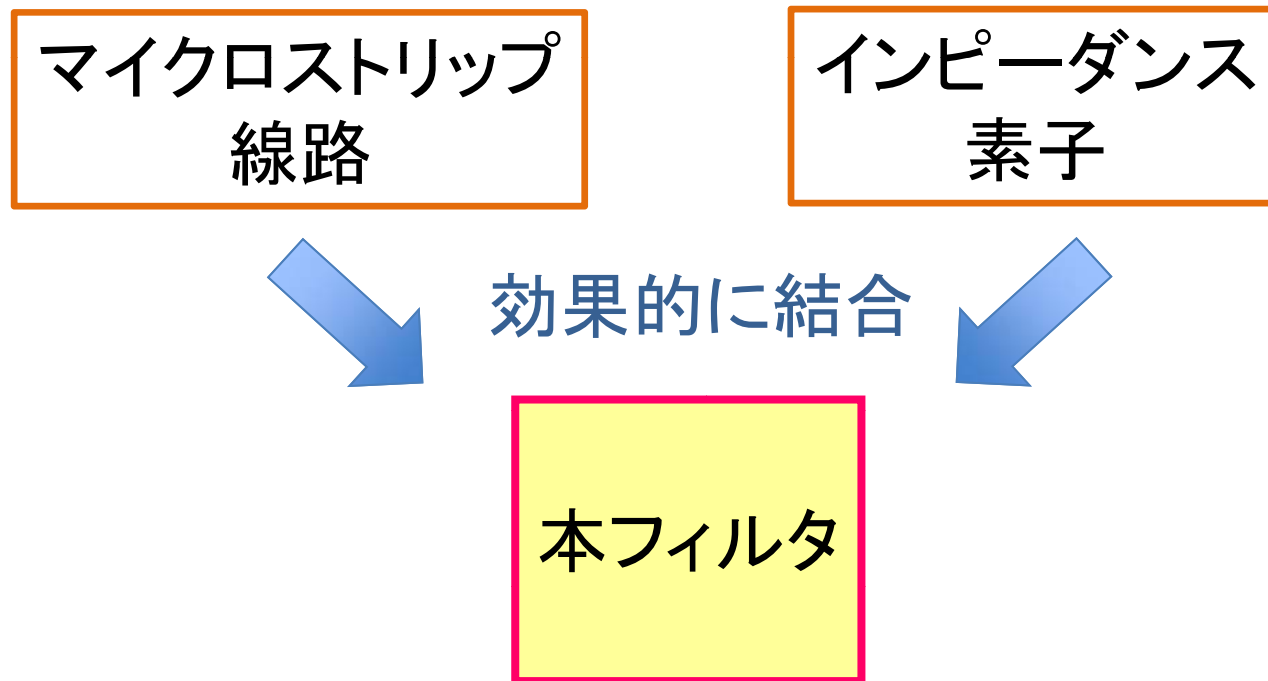 マイクロストリップ
線路
インピーダンス
素子
効果的に結合
本フィルタ